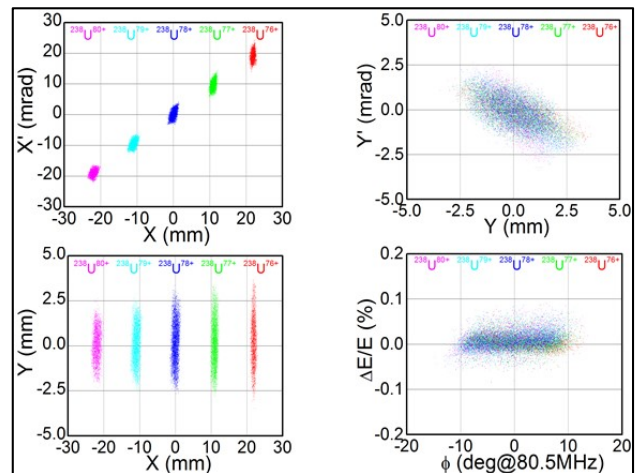 30
20
10
0
-10
-20
-30
X' (mrad)
²³⁸U⁸⁰⁺ ²³⁸U⁷⁹⁺ ²³⁸U⁷⁸⁺ ²³⁸U⁷⁷⁺ ²³⁸U⁷⁶⁺
-30 -20 -10 0 10 20 30
X (mm)
5.0
2.5
0.0
-2.5
-5.0
Y' (mrad)
²³⁸U⁸⁰⁺ ²³⁸U⁷⁹⁺ ²³⁸U⁷⁸⁺ ²³⁸U⁷⁷⁺ ²³⁸U⁷⁶⁺
-5.0 -2.5 0.0 2.5 5.0
Y (mm)
5.0
2.5
0.0
-2.5
-5.0
Y (mm)
²³⁸U⁸⁰⁺ ²³⁸U⁷⁹⁺ ²³⁸U⁷⁸⁺ ²³⁸U⁷⁷⁺ ²³⁸U⁷⁶⁺
-30 -20 -10 0 10 20 30
X (mm)
0.2
0.1
0.0
-0.1
-0.2
ΔE/E (%)
²³⁸U⁸⁰⁺ ²³⁸U⁷⁹⁺ ²³⁸U⁷⁸⁺ ²³⁸U⁷⁷⁺ ²³⁸U⁷⁶⁺
-20 -10 0 10 20
ϕ (deg@80.5MHz)